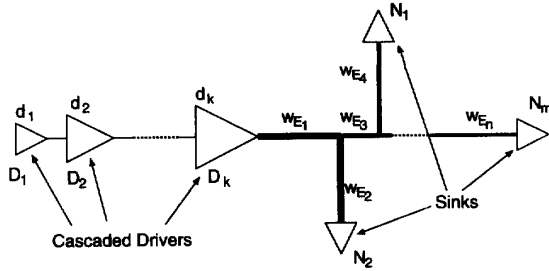 N1
d1 d2 dk
wE4
wE1 wE3 wEn Nm
D1 D2 Dk
wE2
Sinks
Cascaded Drivers
N2